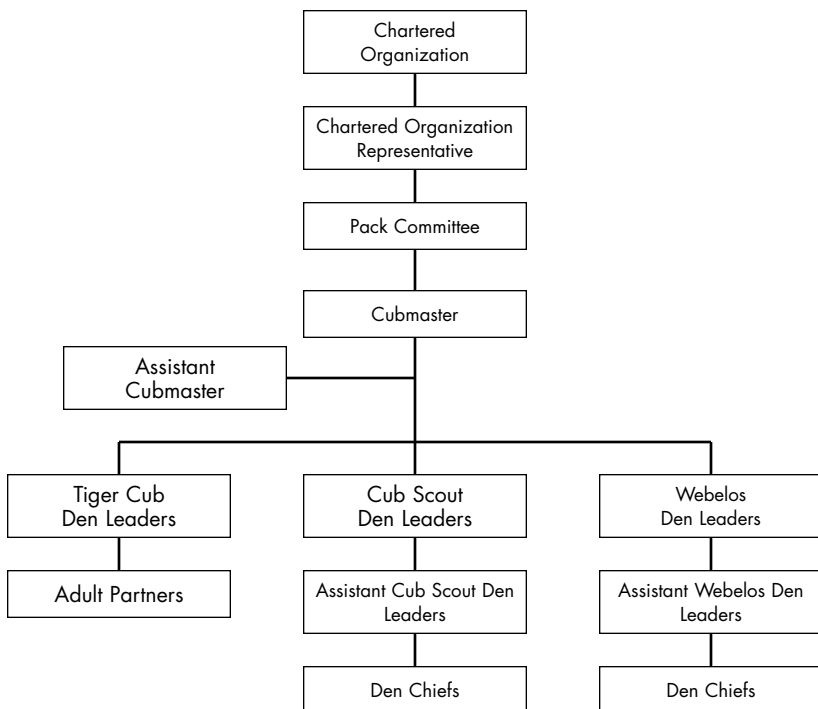 Chartered
Organization
Chartered Organization
Representative
Pack Committee
Cubmaster
Assistant
Cubmaster
Tiger Cub
Den Leaders
Cub Scout
Den Leaders
Webelos
Den Leaders
Adult Partners
Assistant Cub Scout Den
Leaders
Assistant Webelos Den
Leaders
Den Chiefs
Den Chiefs